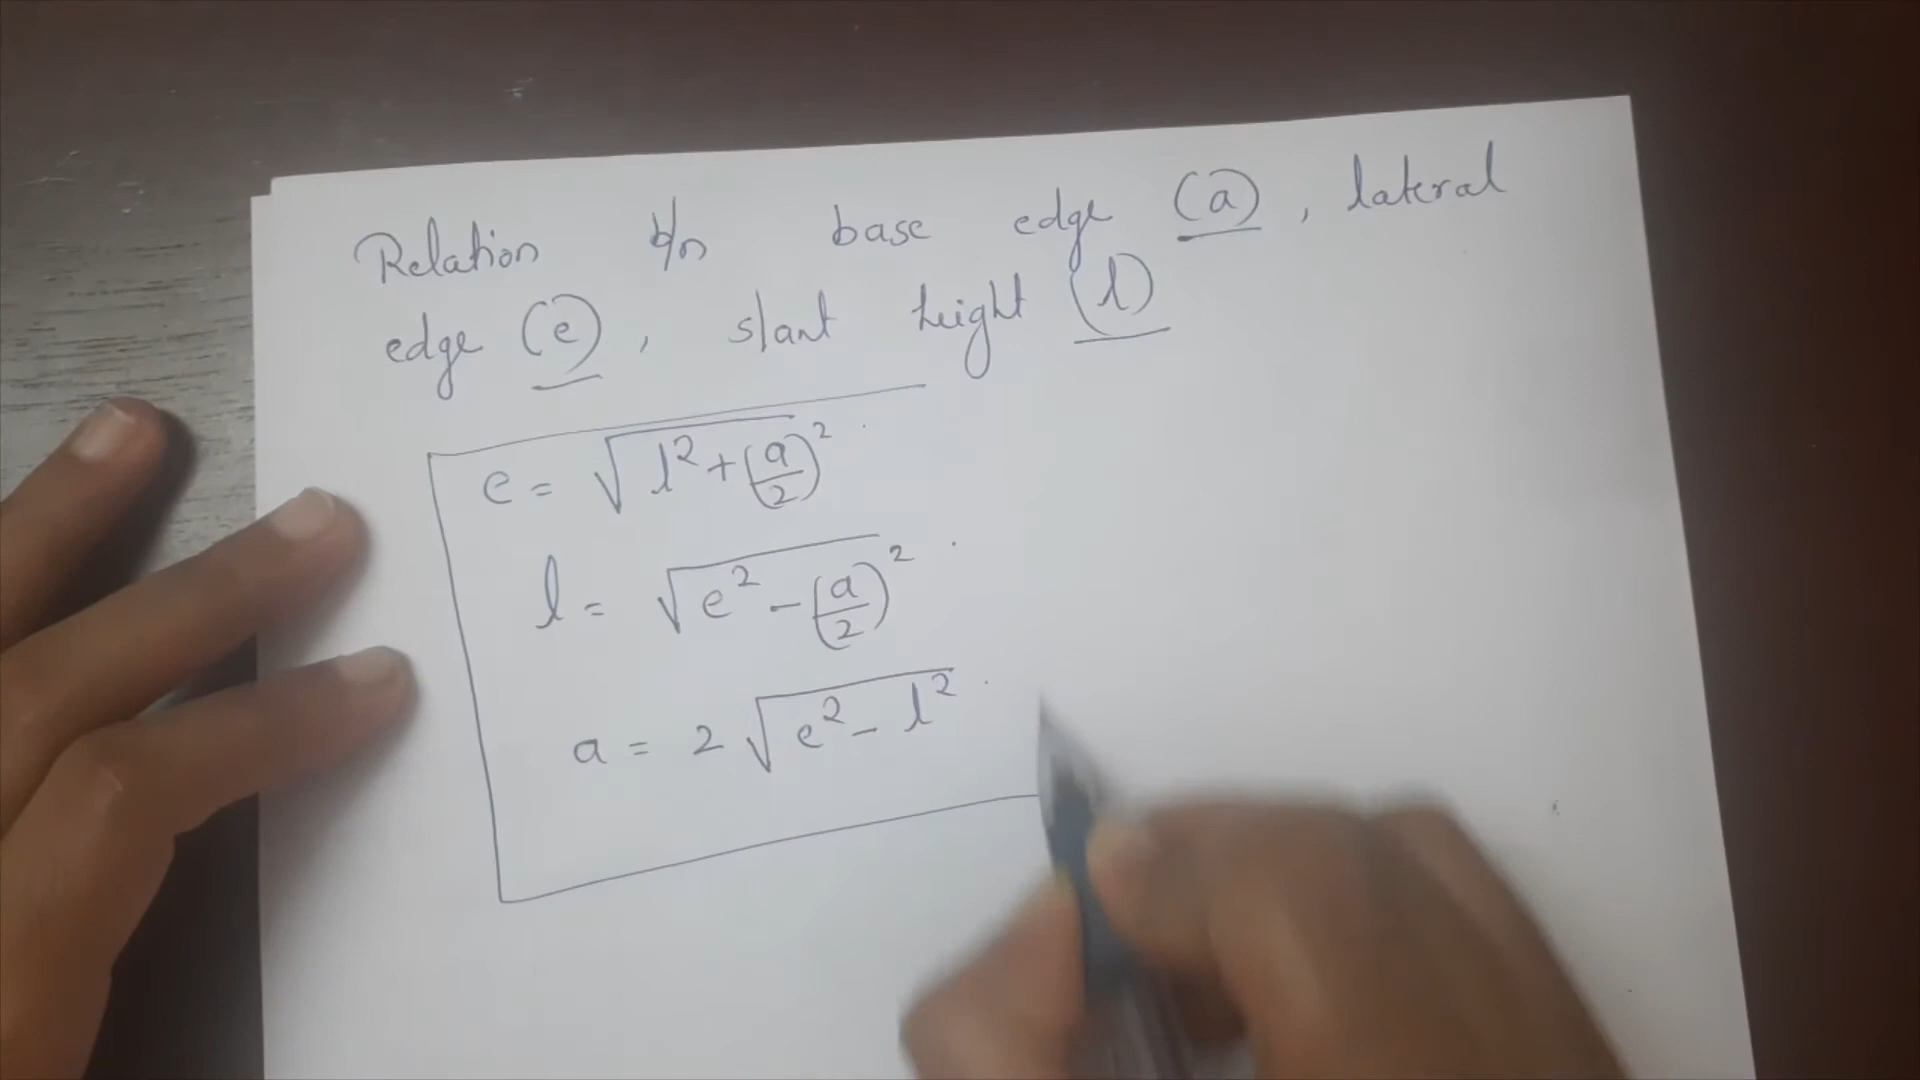 Relation b/n base edge (a), lateral
edge (e), slant height (l)
e = √l²+(a/2)²
l = √e²-(a/2)²
a = 2√e²-l²